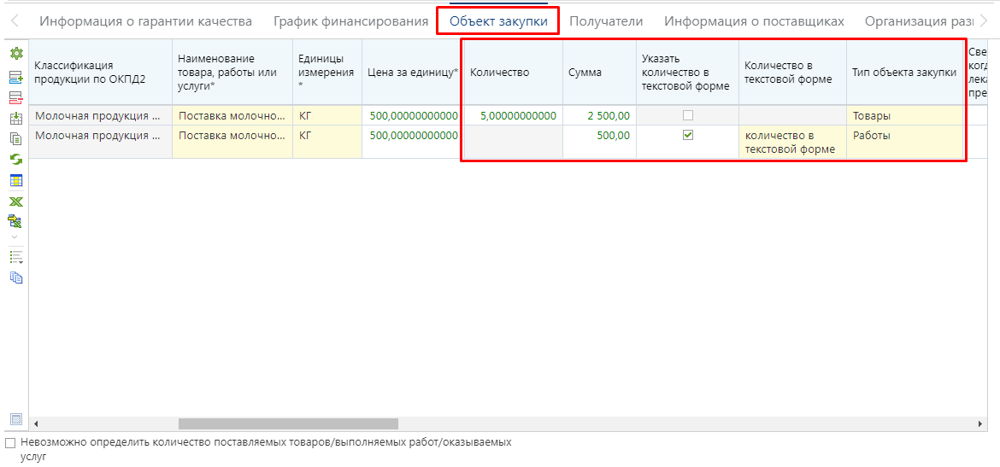 Информация о гарантии качества График финансирования Объект закупки Получатели Информация о поставщиках Организация раз
Классификация
продукции по ОКПД2
Наименование
товара, работы или
услуги*
Единицы
измерения
*
Цена за единицу*
Количество
Сумма
Указать
количество в
текстовой форме
Количество в
текстовой форме
Тип объекта закупки
Све
ког
лека
пре
Молочная продукция ... Поставка молочно... КГ 500,00000000000 5,00000000000 2 500,00 Товары
Молочная продукция ... Поставка молочно... КГ 500,00000000000 500,00 количество в Работы
текстовой форме
Невозможно определить количество поставляемых товаров/выполняемых работ/оказываемых
услуг